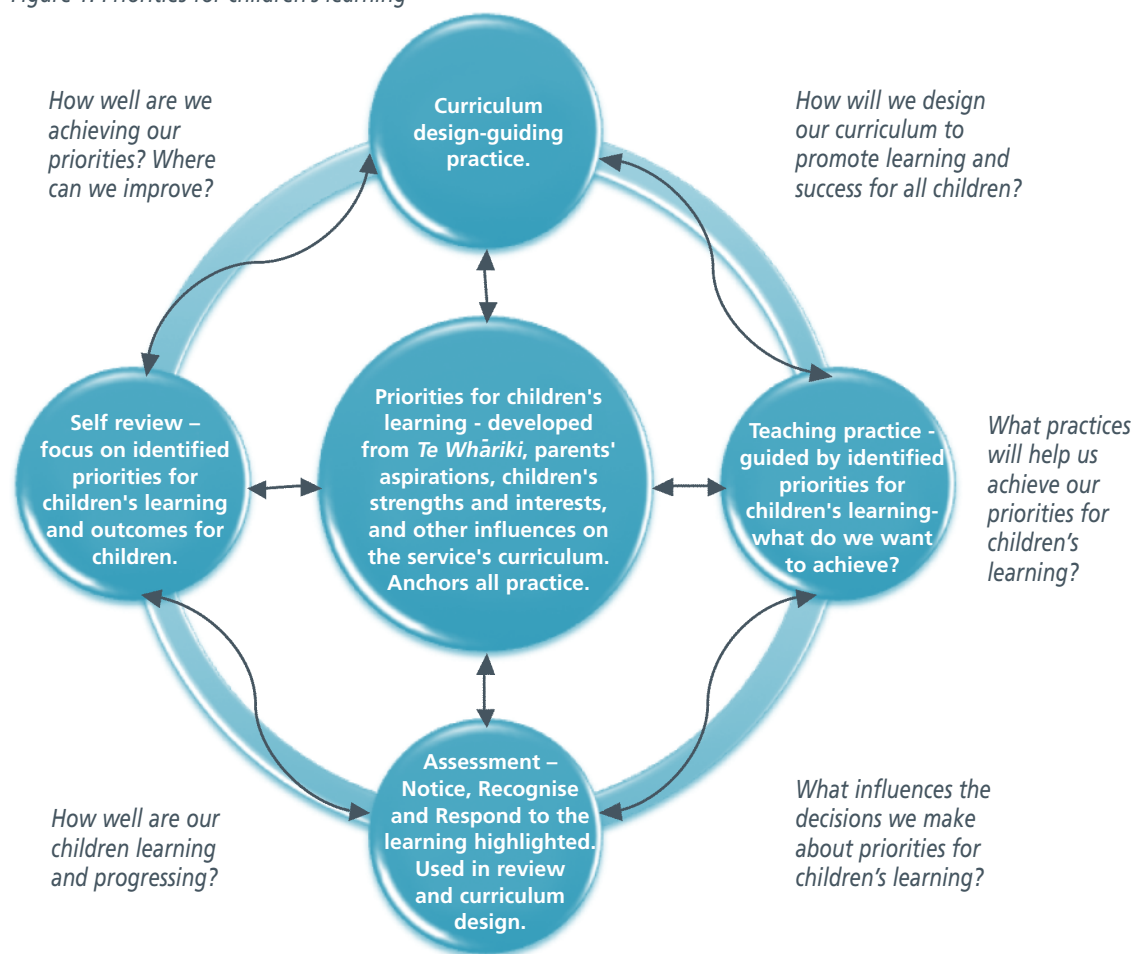 Figure 1: Priorities for children's learning
How well are we
achieving our
priorities? Where
can we improve?
Curriculum
design-guiding
practice.
How will we design
our curriculum to
promote learning and
success for all children?
Self review –
focus on identified
priorities for
children's learning
and outcomes for
children.
Priorities for children's
learning - developed
from Te Whāriki, parents'
aspirations, children's
strengths and interests,
and other influences on
the service's curriculum.
Anchors all practice.
Teaching practice -
guided by identified
priorities for
children's learning-
what do we want
to achieve?
What practices
will help us
achieve our
priorities for
children's
learning?
How well are our
children learning
and progressing?
Assessment –
Notice, Recognise
and Respond to the
learning highlighted.
Used in review
and curriculum
design.
What influences the
decisions we make
about priorities for
children's learning?